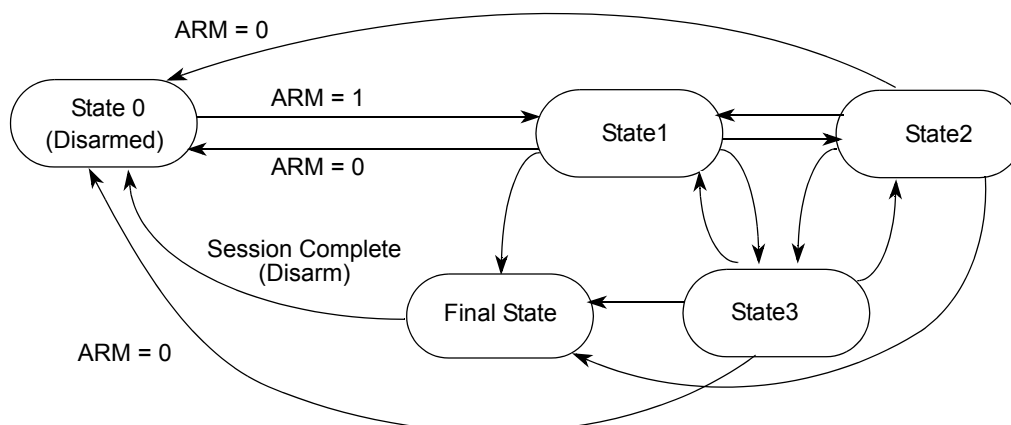 ARM = 0
State 0
(Disarmed)
ARM = 1
ARM = 0
State1
State2
Session Complete
(Disarm)
Final State
State3
ARM = 0